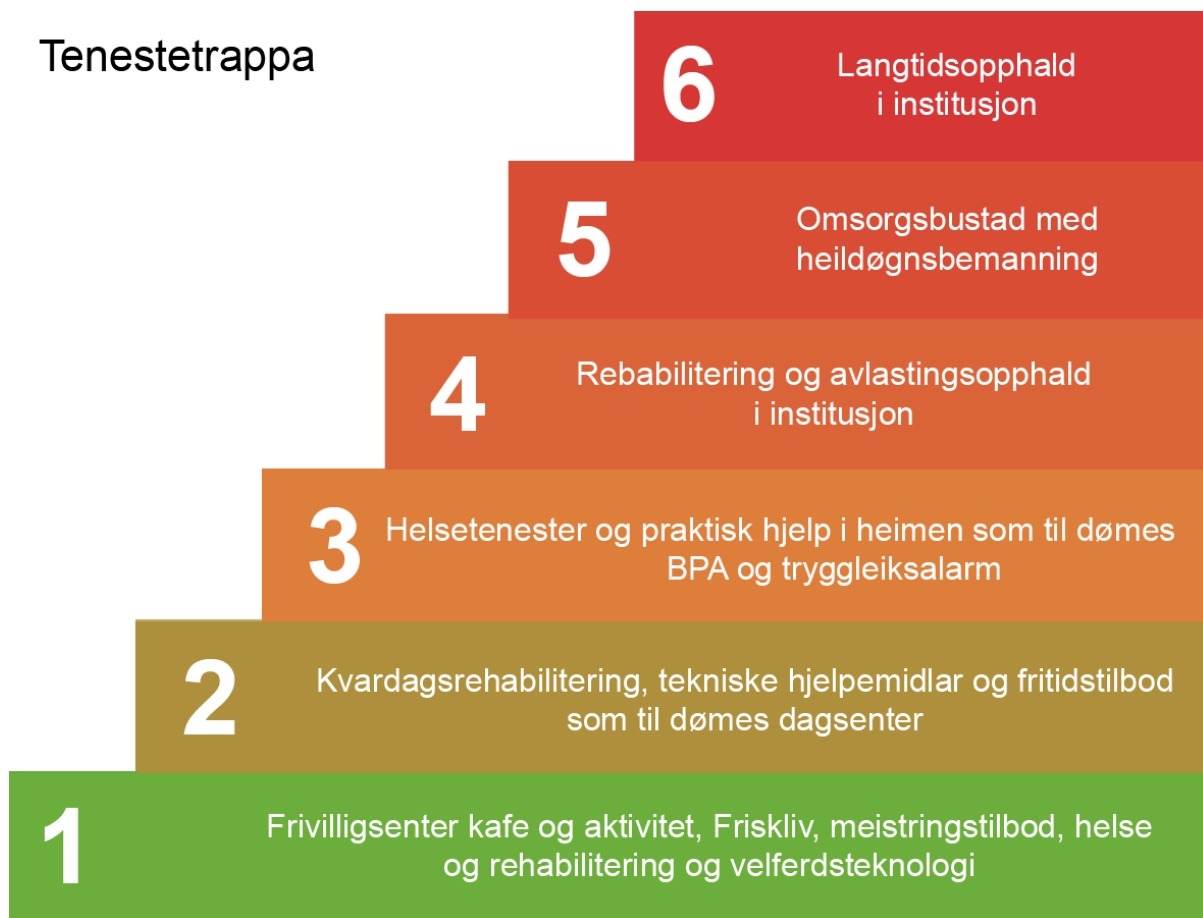 Tenestetrappa
6
Langtidsopphald
i institusjon
5
Omsorgsbustad med
heildøgnsbemanning
4
Rebabilitering og avlastingsopphald
i institusjon
3
Helsetenester og praktisk hjelp i heimen som til dømes
BPA og tryggleiksalarm
2
Kvardagsrehabilitering, tekniske hjelpemidlar og fritidstilbod
som til dømes dagsenter
1
Frivilligsenter kafe og aktivitet, Friskliv, meistringstilbod, helse
og rehabilitering og velferdsteknologi